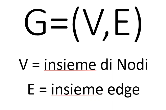 G=(V,E)
V = insieme di Nodi
E = insieme edge